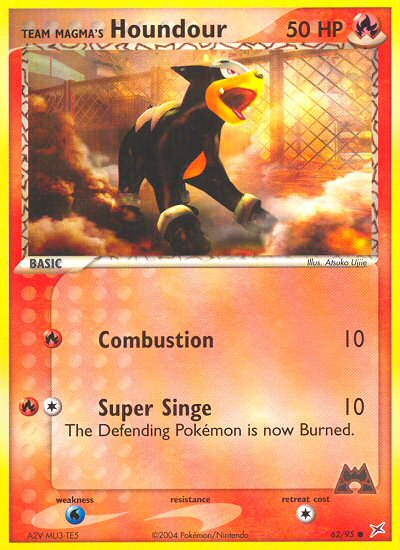 TEAM MAGMA'S Houndour 50 HP
BASIC
Illus. Atsuko Ujiie
Combustion 10
Super Singe 10
The Defending Pokémon is now Burned.
weakness resistance retreat cost
A2V-MU3-TE5 ©2004 Pokémon/Nintendo 62/95